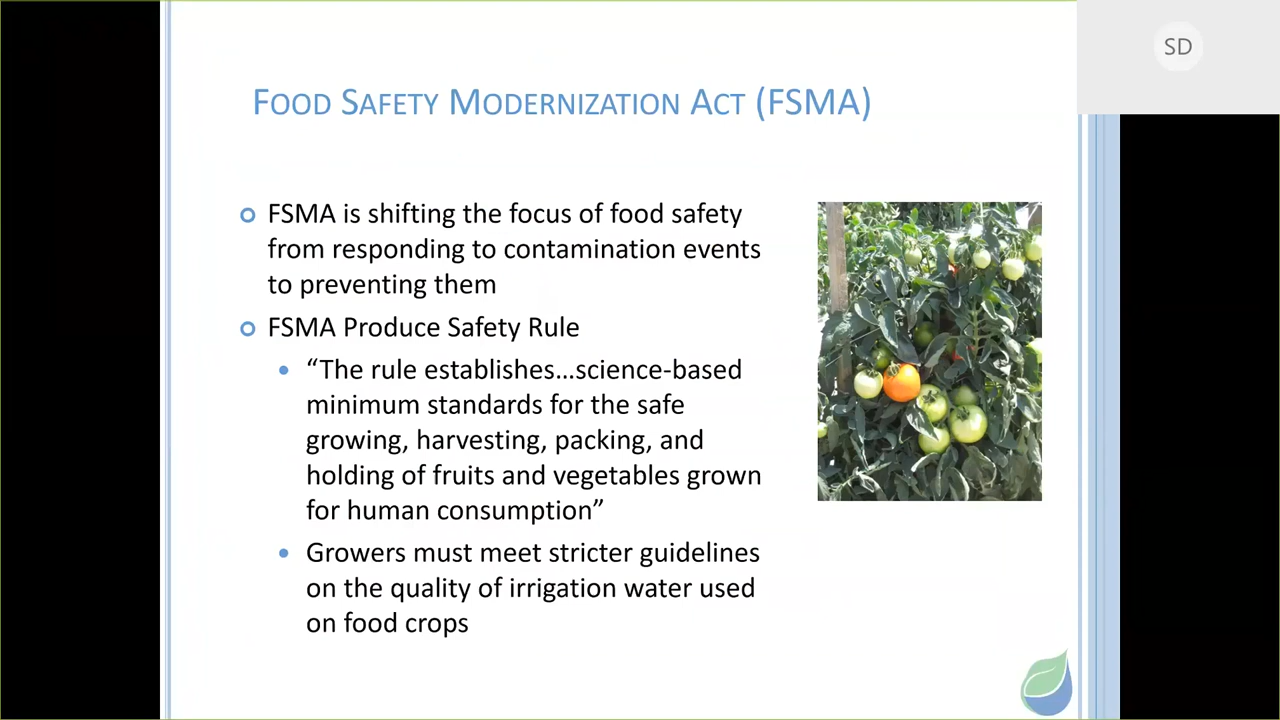 SD
FOOD SAFETY MODERNIZATION ACT (FSMA)
FSMA is shifting the focus of food safety
from responding to contamination events
to preventing them
FSMA Produce Safety Rule
“The rule establishes…science-based
minimum standards for the safe
growing, harvesting, packing, and
holding of fruits and vegetables grown
for human consumption”
Growers must meet stricter guidelines
on the quality of irrigation water used
on food crops